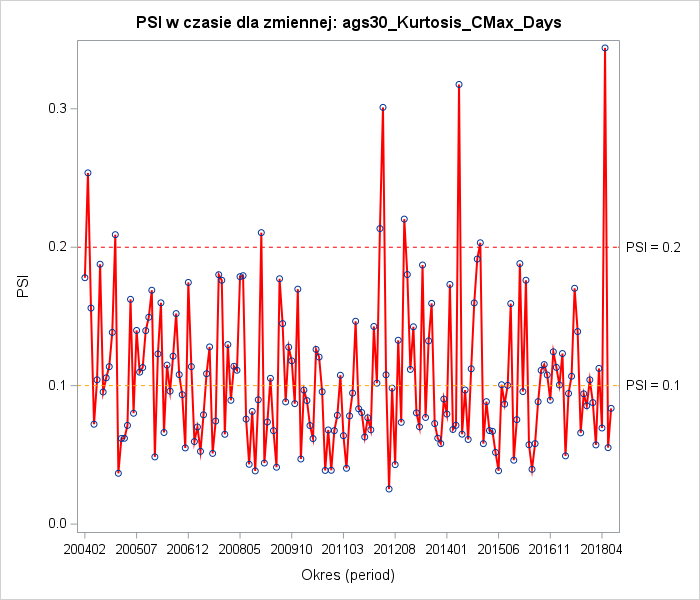 PSI w czasie dla zmiennej: ags30_Kurtosis_CMax_Days
0.3
0.2
PSI = 0.2
PSI
0.1
PSI = 0.1
0.0
200402 200507 200612 200805 200910 201103 201208 201401 201506 201611 201804
Okres (period)